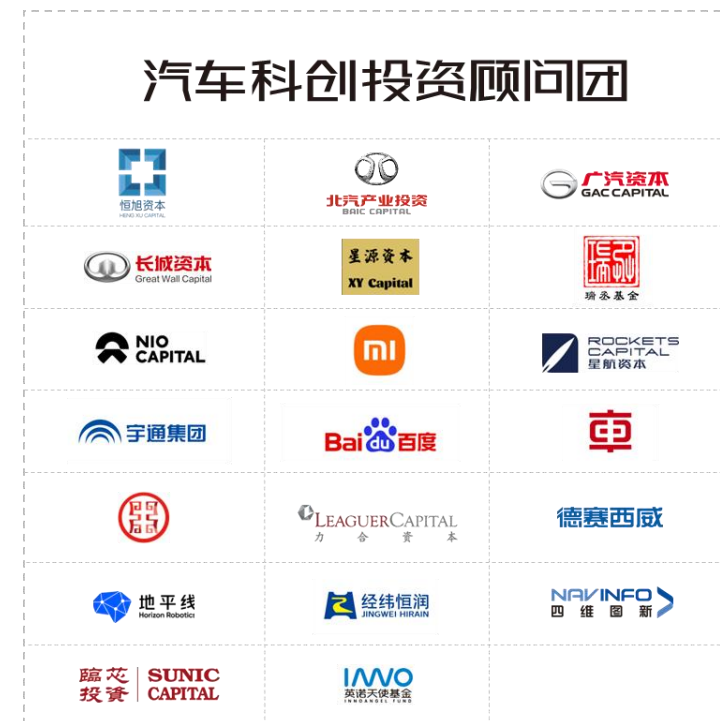 汽车科创投资顾问团
恒旭资本
HENG XU CAPITAL
北汽产业投资
BAIC CAPITAL
广汽资本
GAC CAPITAL
长城资本
Great Wall Capital
星源资本
XY Capital
瑞丞基金
NIO
CAPITAL
mi
ROCKETS
CAPITAL
星航资本
宇通集团
Bai du 百度
LEAGUERCAPITAL
力合资本
德赛西威
地平线
Horizon Robotics
经纬恒润
JINGWEI HIRAIN
NAVINFO
四维图新
臨芯
投資
SUNIC
CAPITAL
INNO
英诺天使基金
INNOANGEL FUND